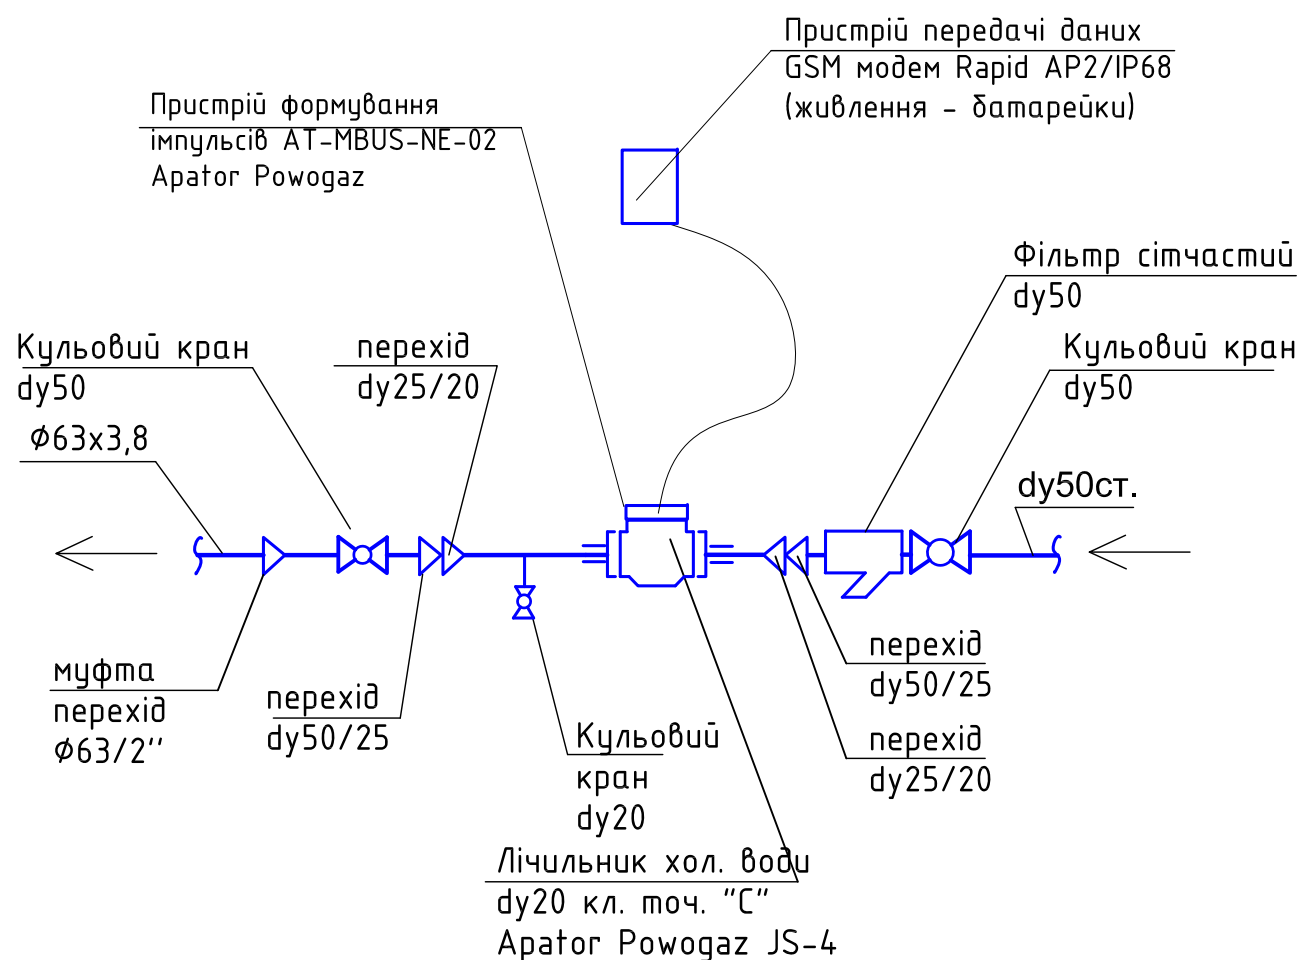 Пристрій передачі даних
GSM модем Rapid AP2/IP68
(живлення - батарейки)
Пристрій формування
імпульсів AT-MBUS-NE-02
Apator Powogaz
Фільтр сітчастий
dy50
Кульовий кран
dy50
перехід
dy25/20
Кульовий кран
dy50
Ф63х3,8
dy50ст.
муфта
перехід
Ф63/2''
перехід
dy50/25
Кульовий
кран
dy20
перехід
dy50/25
перехід
dy25/20
Лічильник хол. води
dy20 кл. точ. "С"
Apator Powogaz JS-4